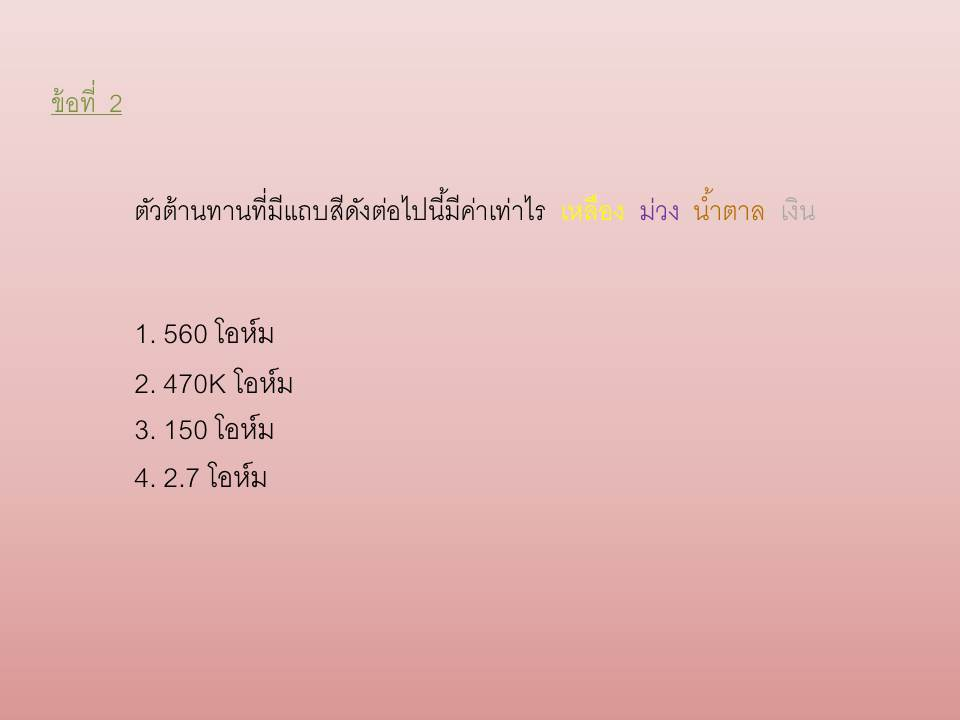 ข้อที่ 2
ตัวต้านทานที่มีแถบสีดังต่อไปนี้มีค่าเท่าไร เหลือง ม่วง น้ำตาล เงิน
1. 560 โอห์ม
2. 470K โอห์ม
3. 150 โอห์ม
4. 2.7 โอห์ม